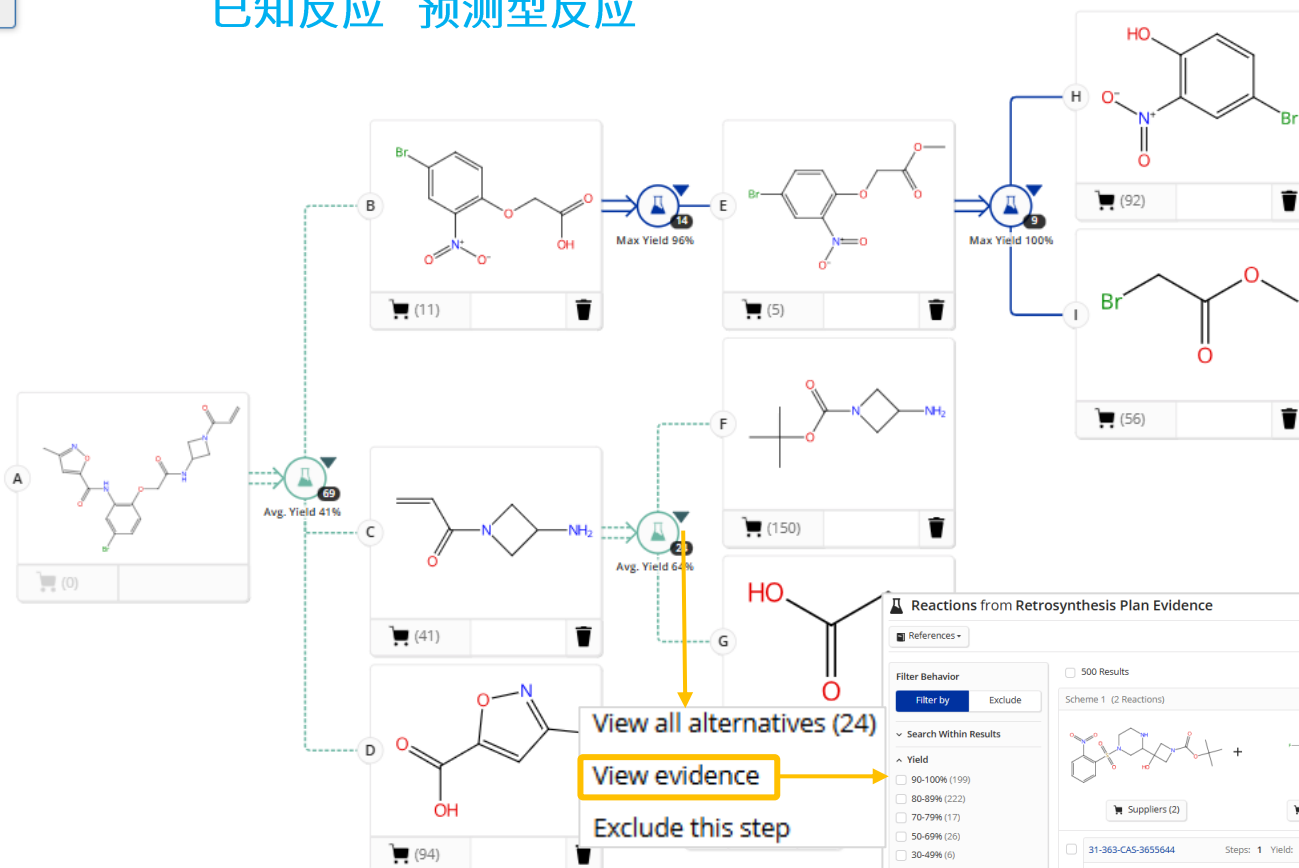 已知反应 预测型反应
HO
O⁻
N⁺
O
Br
H
(92)
Br
O
O
I
(56)
Br
O
O
OH
N⁺
O
O⁻
B
(11)
14
Max Yield 96%
Br
O
O
O
N⁺
O
O⁻
E
(5)
9
Max Yield 100%
O
N
O
NH₂
F
(150)
N
O
O
N
O
H
N
O
O
N
H
O
Br
A
(0)
69
Avg. Yield 41%
N
NH₂
O
C
(41)
Avg. Yield 64%
HO
O
G
O
N
O
OH
D
(94)
View all alternatives (24)
View evidence
Exclude this step
Reactions from Retrosynthesis Plan Evidence
References
Filter Behavior
Filter by
Exclude
Search Within Results
Yield
90-100% (199)
80-89% (222)
70-79% (17)
50-69% (26)
30-49% (6)
500 Results
Scheme 1 (2 Reactions)
+
Suppliers (2)
31-363-CAS-3655644
Steps: 1 Yield: